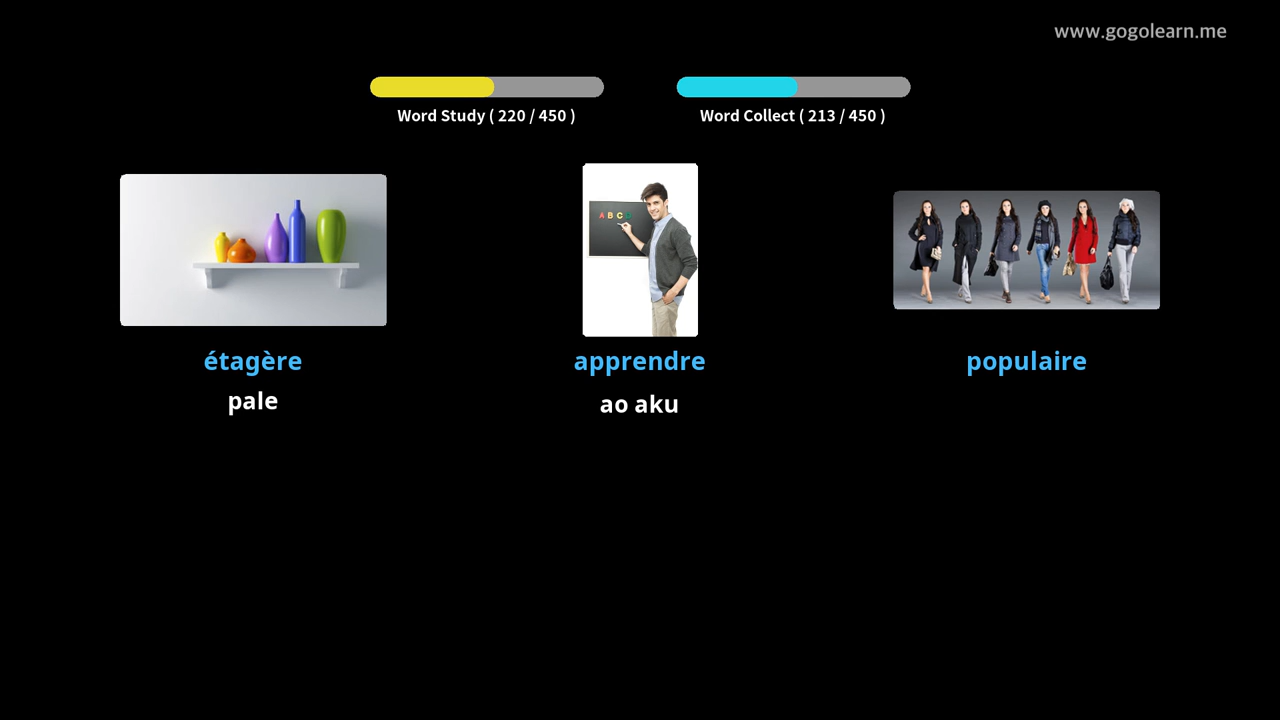 www.gogolearn.me
Word Study ( 220 / 450 )
Word Collect ( 213 / 450 )
A B C D
étagère
apprendre
populaire
pale
ao aku